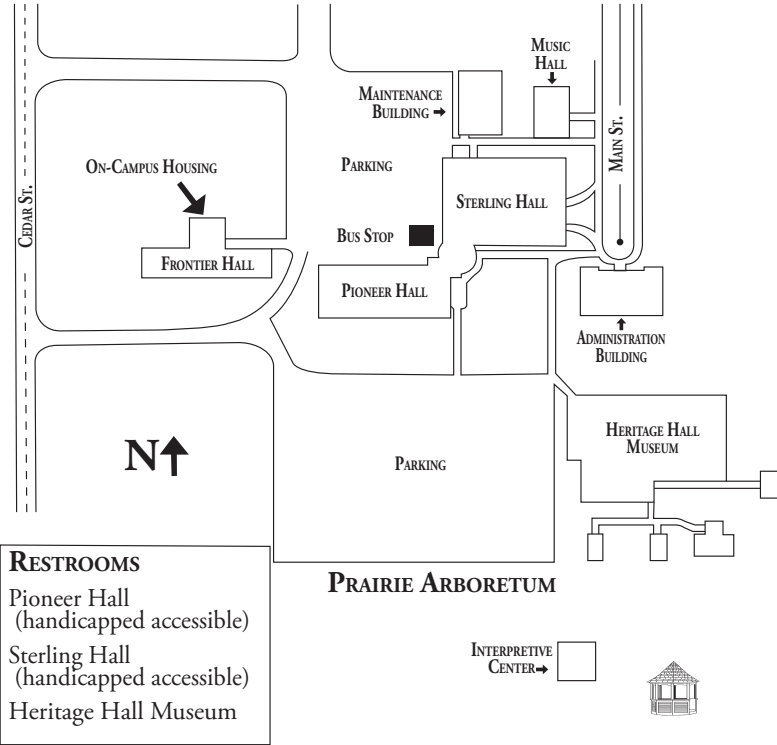 Music
Hall
Maintenance
Building
Main St.
Parking
On-Campus Housing
Cedar St.
Sterling Hall
Bus Stop
Frontier Hall
Pioneer Hall
Administration
Building
Heritage Hall
Museum
N
Parking
Restrooms
Pioneer Hall
(handicapped accessible)
Sterling Hall
(handicapped accessible)
Heritage Hall Museum
Prairie Arboretum
Interpretive
Center